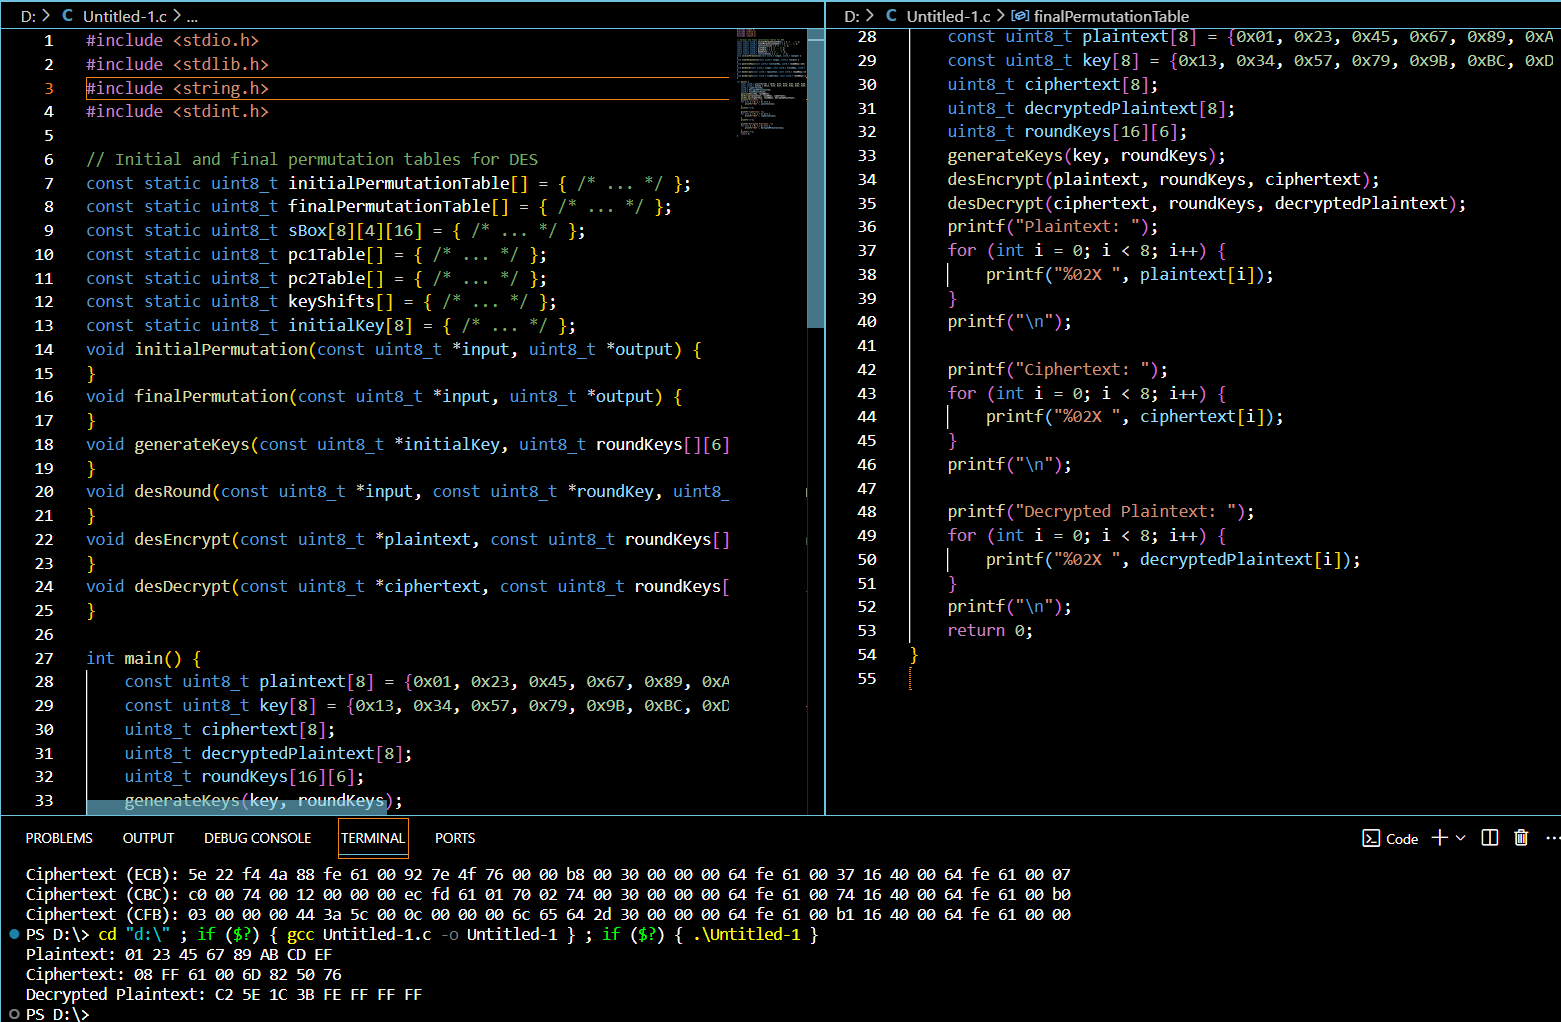 D: > C Untitled-1.c > ...
1 #include <stdio.h>
2 #include <stdlib.h>
3 #include <string.h>
4 #include <stdint.h>
5
6 // Initial and final permutation tables for DES
7 const static uint8_t initialPermutationTable[] = { /* ... */ };
8 const static uint8_t finalPermutationTable[] = { /* ... */ };
9 const static uint8_t sBox[8][4][16] = { /* ... */ };
10 const static uint8_t pc1Table[] = { /* ... */ };
11 const static uint8_t pc2Table[] = { /* ... */ };
12 const static uint8_t keyShifts[] = { /* ... */ };
13 const static uint8_t initialKey[8] = { /* ... */ };
14 void initialPermutation(const uint8_t *input, uint8_t *output) {
15 }
16 void finalPermutation(const uint8_t *input, uint8_t *output) {
17 }
18 void generateKeys(const uint8_t *initialKey, uint8_t roundKeys[][6]
19 }
20 void desRound(const uint8_t *input, const uint8_t *roundKey, uint8_
21 }
22 void desEncrypt(const uint8_t *plaintext, const uint8_t roundKeys[]
23 }
24 void desDecrypt(const uint8_t *ciphertext, const uint8_t roundKeys[
25 }
26
27 int main() {
28 const uint8_t plaintext[8] = {0x01, 0x23, 0x45, 0x67, 0x89, 0xA
29 const uint8_t key[8] = {0x13, 0x34, 0x57, 0x79, 0x9B, 0xBC, 0xD
30 uint8_t ciphertext[8];
31 uint8_t decryptedPlaintext[8];
32 uint8_t roundKeys[16][6];
33 generateKeys(key, roundKeys);
D: > C Untitled-1.c > finalPermutationTable
28 const uint8_t plaintext[8] = {0x01, 0x23, 0x45, 0x67, 0x89, 0xA
29 const uint8_t key[8] = {0x13, 0x34, 0x57, 0x79, 0x9B, 0xBC, 0xD
30 uint8_t ciphertext[8];
31 uint8_t decryptedPlaintext[8];
32 uint8_t roundKeys[16][6];
33 generateKeys(key, roundKeys);
34 desEncrypt(plaintext, roundKeys, ciphertext);
35 desDecrypt(ciphertext, roundKeys, decryptedPlaintext);
36 printf("Plaintext: ");
37 for (int i = 0; i < 8; i++) {
38 printf("%02X ", plaintext[i]);
39 }
40 printf("\n");
41
42 printf("Ciphertext: ");
43 for (int i = 0; i < 8; i++) {
44 printf("%02X ", ciphertext[i]);
45 }
46 printf("\n");
47
48 printf("Decrypted Plaintext: ");
49 for (int i = 0; i < 8; i++) {
50 printf("%02X ", decryptedPlaintext[i]);
51 }
52 printf("\n");
53 return 0;
54 }
55
PROBLEMS OUTPUT DEBUG CONSOLE TERMINAL PORTS Code
Ciphertext (ECB): 5e 22 f4 4a 88 fe 61 00 92 7e 4f 76 00 00 b8 00 30 00 00 00 64 fe 61 00 37 16 40 00 64 fe 61 00 07
Ciphertext (CBC): c0 00 74 00 12 00 00 00 ec fd 61 01 70 02 74 00 30 00 00 00 64 fe 61 00 74 16 40 00 64 fe 61 00 b0
Ciphertext (CFB): 03 00 00 00 44 3a 5c 00 0c 00 00 00 6c 65 64 2d 30 00 00 00 64 fe 61 00 b1 16 40 00 64 fe 61 00 00
PS D:\> cd "d:\" ; if ($?) { gcc Untitled-1.c -o Untitled-1 } ; if ($?) { .\Untitled-1 }
Plaintext: 01 23 45 67 89 AB CD EF
Ciphertext: 08 FF 61 00 6D 82 50 76
Decrypted Plaintext: C2 5E 1C 3B FE FF FF FF
PS D:\>